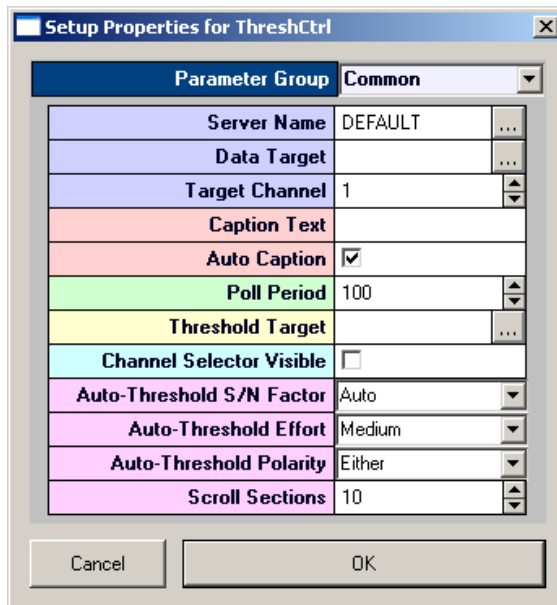 Setup Properties for ThreshCtrl
Parameter Group Common
Server Name DEFAULT ...
Data Target ...
Target Channel 1
Caption Text
Auto Caption
Poll Period 100
Threshold Target ...
Channel Selector Visible
Auto-Threshold S/N Factor Auto
Auto-Threshold Effort Medium
Auto-Threshold Polarity Either
Scroll Sections 10
Cancel OK